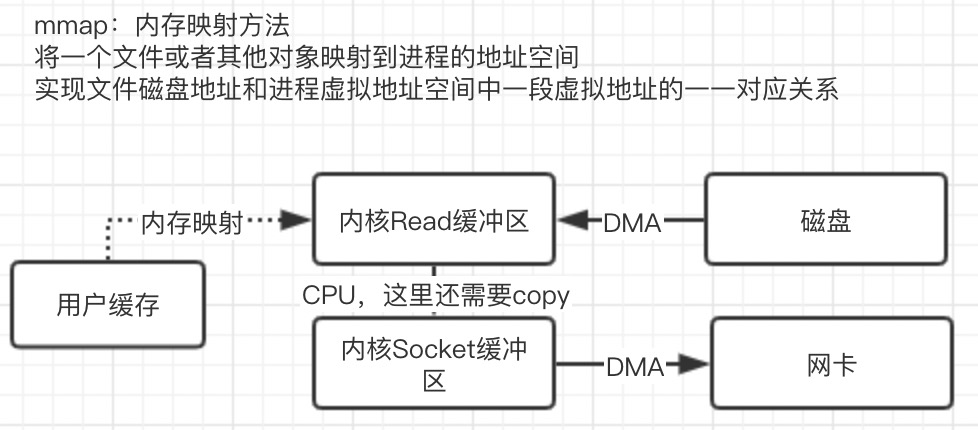 mmap：内存映射方法
将一个文件或者其他对象映射到进程的地址空间
实现文件磁盘地址和进程虚拟地址空间中一段虚拟地址的一一对应关系
内存映射
内核Read缓冲区
DMA
磁盘
用户缓存
CPU，这里还需要copy
内核Socket缓冲
区
DMA
网卡